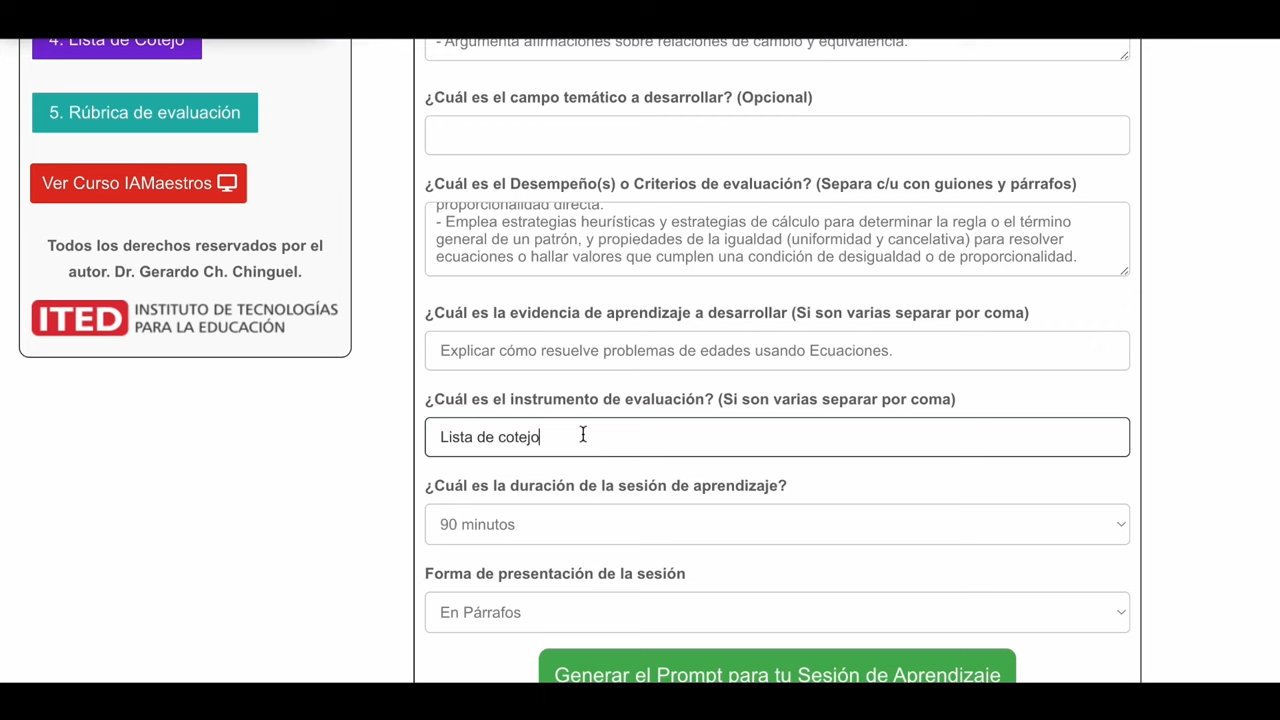 4. Lista de Cotejo
5. Rúbrica de evaluación
Ver Curso IAMaestros
Todos los derechos reservados por el
autor. Dr. Gerardo Ch. Chinguel.
ITED INSTITUTO DE TECNOLOGÍAS
PARA LA EDUCACIÓN
- Argumenta afirmaciones sobre relaciones de cambio y equivalencia.
¿Cuál es el campo temático a desarrollar? (Opcional)
¿Cuál es el Desempeño(s) o Criterios de evaluación? (Separa c/u con guiones y párrafos)
proporcionalidad directa.
- Emplea estrategias heurísticas y estrategias de cálculo para determinar la regla o el término
general de un patrón, y propiedades de la igualdad (uniformidad y cancelativa) para resolver
ecuaciones o hallar valores que cumplen una condición de desigualdad o de proporcionalidad.
¿Cuál es la evidencia de aprendizaje a desarrollar (Si son varias separar por coma)
Explicar cómo resuelve problemas de edades usando Ecuaciones.
¿Cuál es el instrumento de evaluación? (Si son varias separar por coma)
Lista de cotejo
¿Cuál es la duración de la sesión de aprendizaje?
90 minutos
Forma de presentación de la sesión
En Párrafos
Generar el Prompt para tu Sesión de Aprendizaje